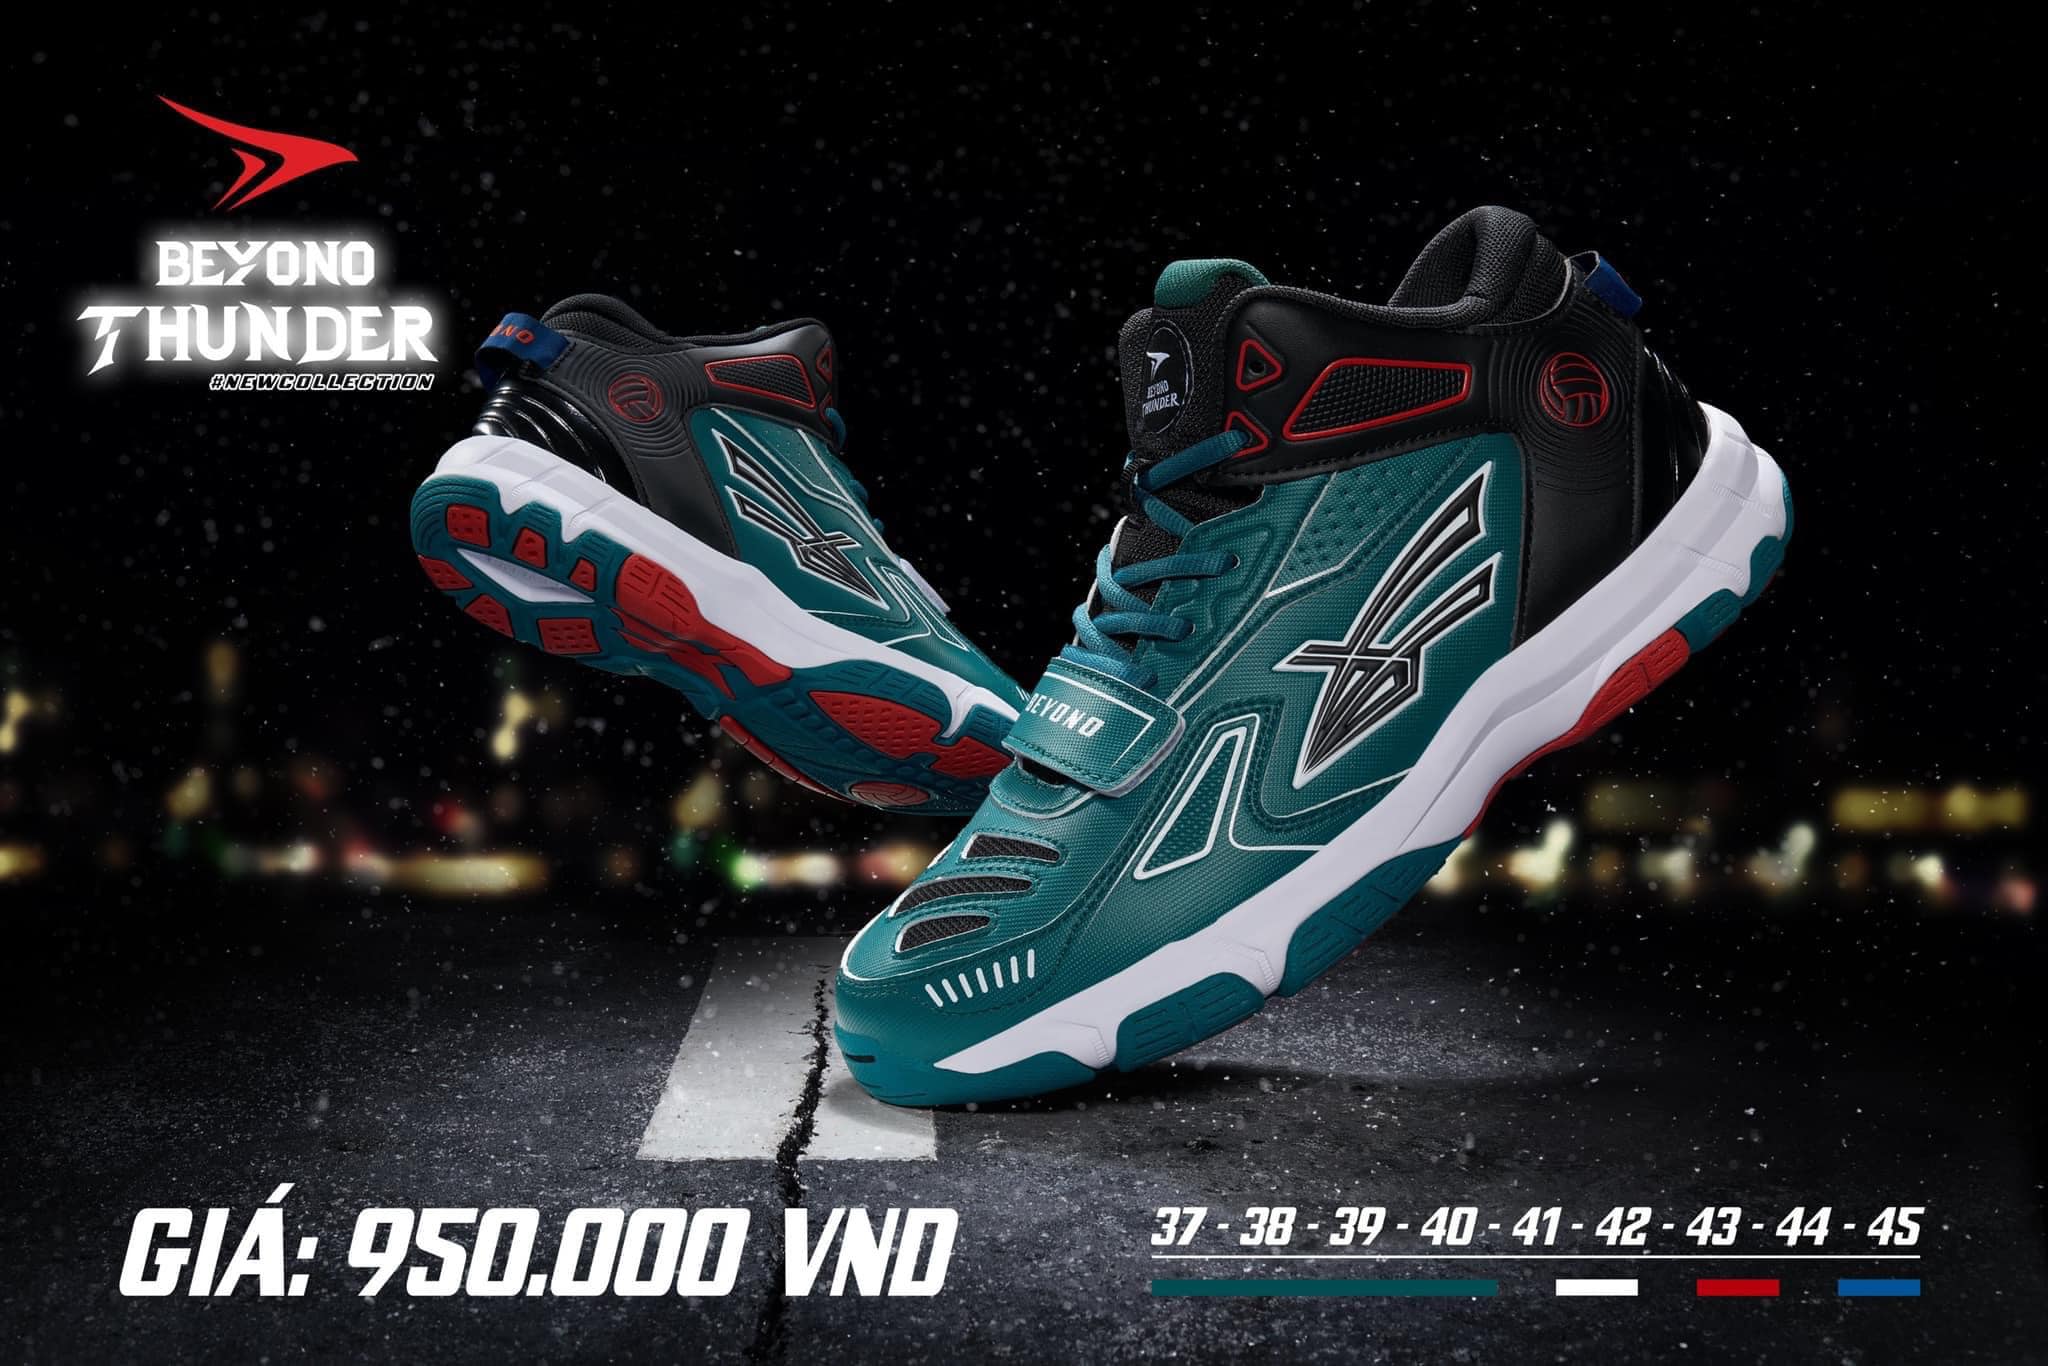 BEYONO
THUNDER
#NEWCOLLECTION
BEYONO
THUNDER
BEYONO
GIÁ: 950.000 VND
37 - 38 - 39 - 40 - 41 - 42 - 43 - 44 - 45